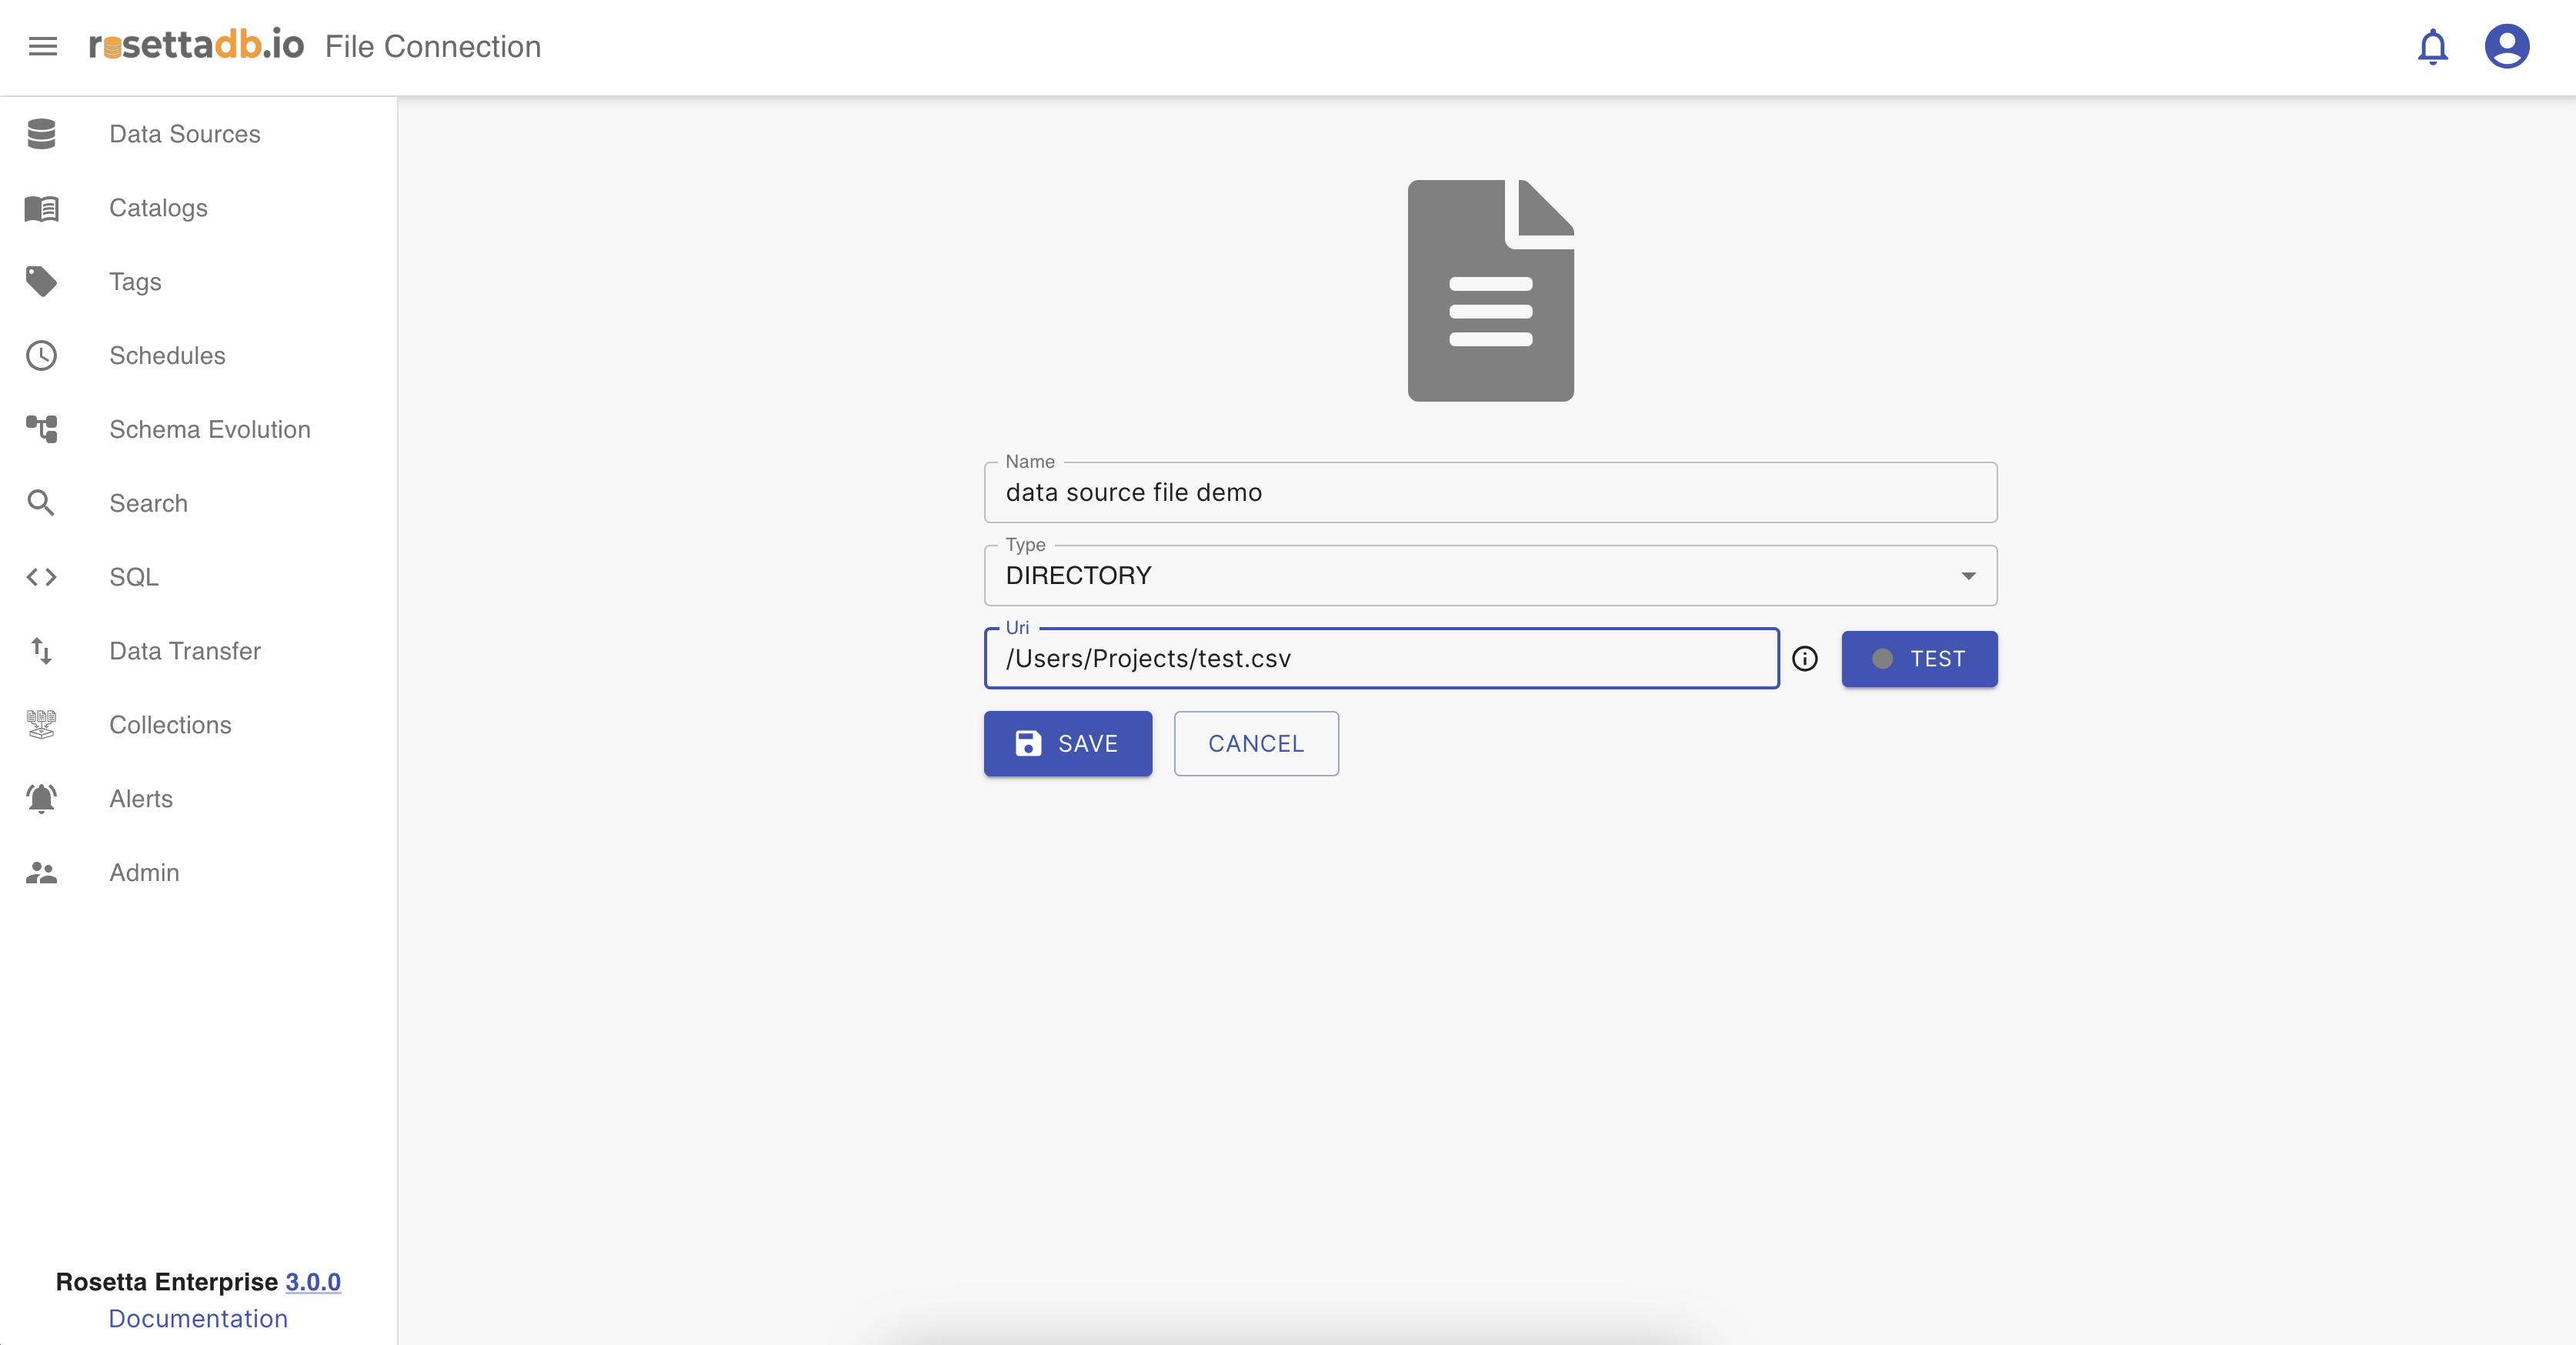 rosettadb.io File Connection
Data Sources
Catalogs
Tags
Schedules
Schema Evolution
Search
SQL
Data Transfer
Collections
Alerts
Admin
Rosetta Enterprise 3.0.0
Documentation
Name
data source file demo
Type
DIRECTORY
Uri
/Users/Projects/test.csv
TEST
SAVE CANCEL